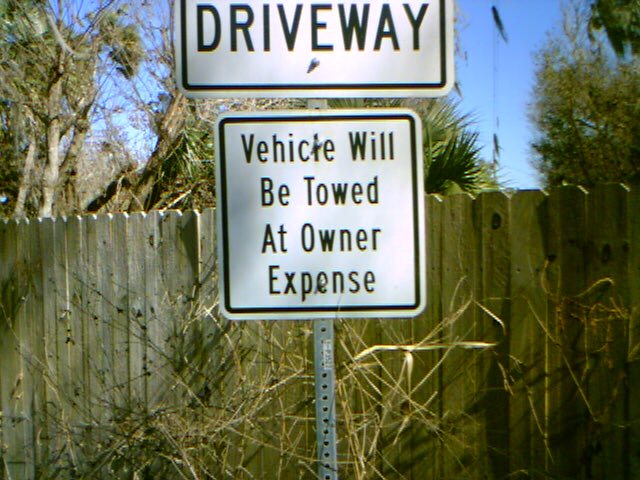 DRIVEWAY
Vehicle Will
Be Towed
At Owner
Expense